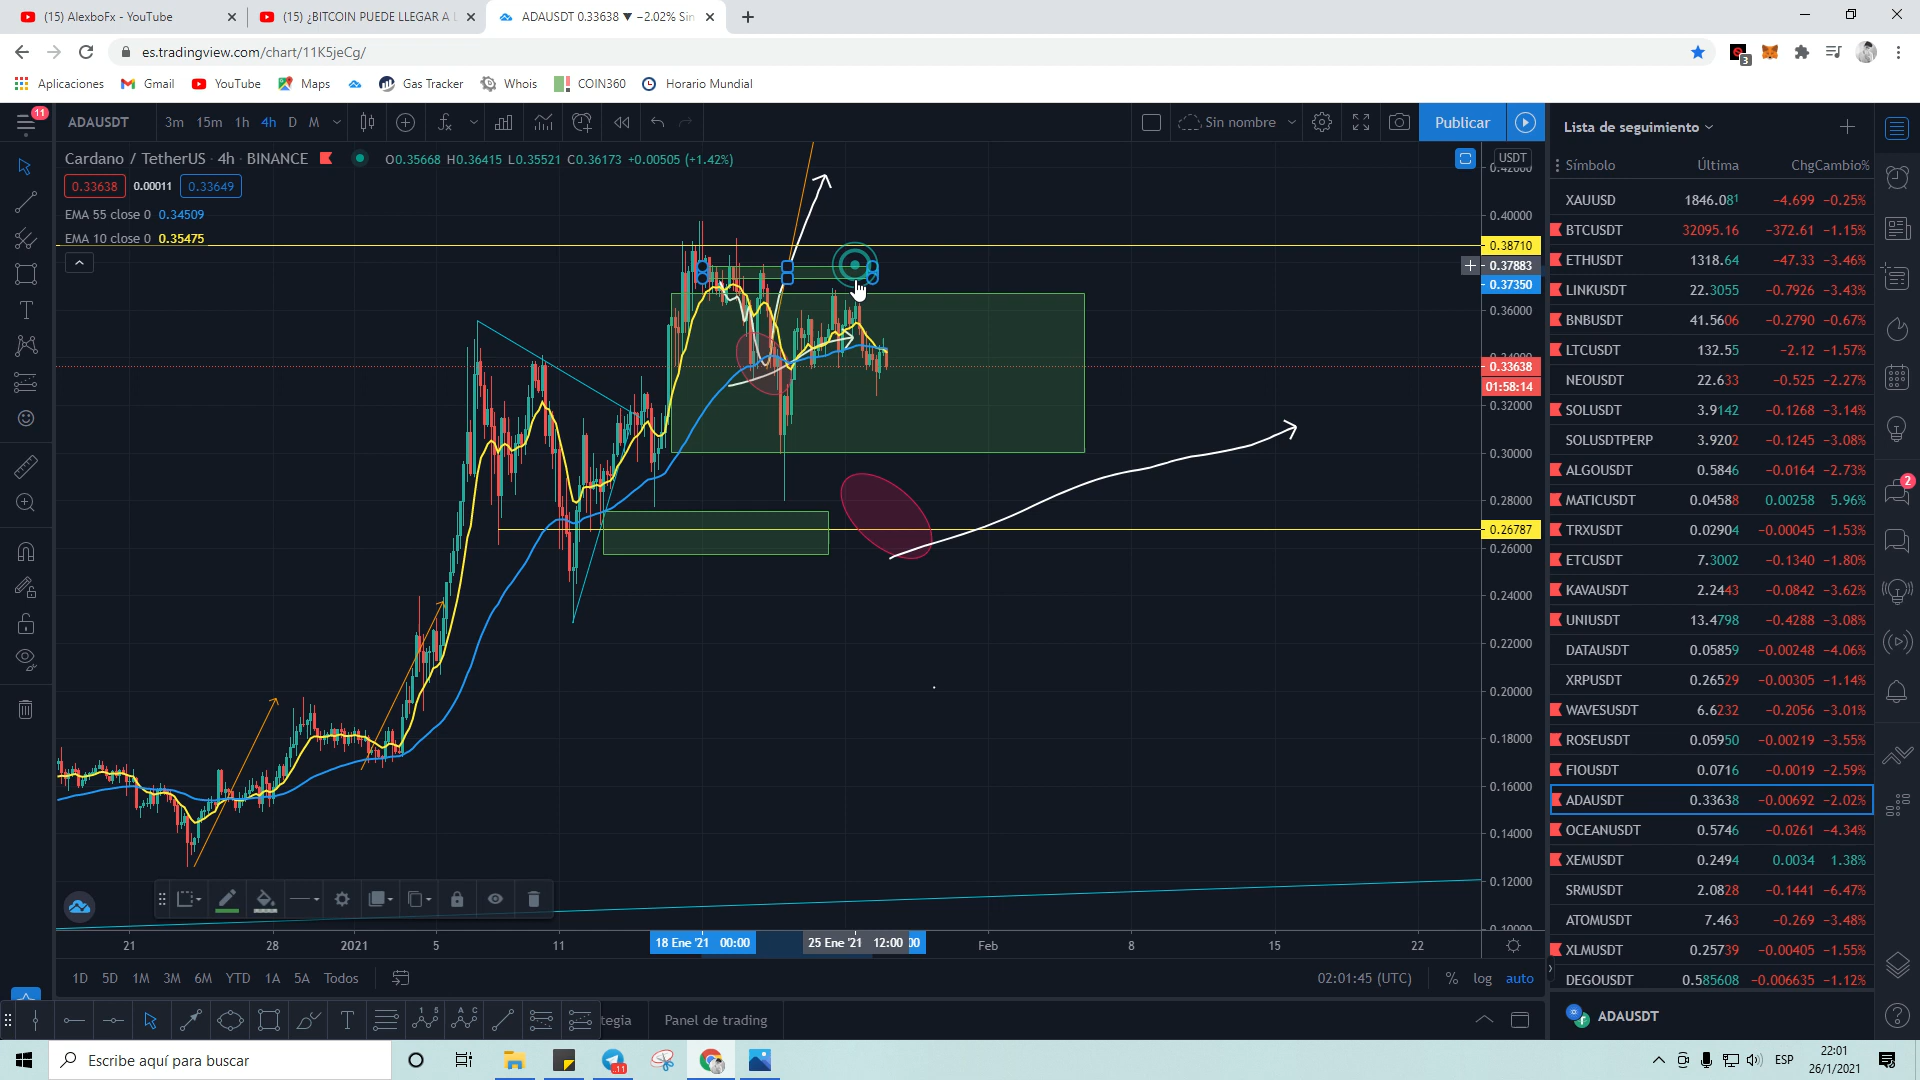 (15) AlexboFx - YouTube
(15) ¿BITCOIN PUEDE LLEGAR A L
ADAUSDT 0.33638 ▼ −2.02% Sin
es.tradingview.com/chart/11K5jeCg/
3
Aplicaciones Gmail YouTube Maps Gas Tracker Whois COIN360 Horario Mundial
11
ADAUSDT 3m 15m 1h 4h D M Sin nombre Publicar
Cardano / TetherUS · 4h · BINANCE O0.35668 H0.36415 L0.35521 C0.36173 +0.00505 (+1.42%)
0.33638 0.00011 0.33649
EMA 55 close 0 0.34509
EMA 10 close 0 0.35475
USDT
0.42000
0.40000
0.38710
0.37883
0.37350
0.36000
0.34000
0.33638
01:58:14
0.32000
0.30000
0.28000
0.26787
0.26000
0.24000
0.22000
0.20000
0.18000
0.16000
0.14000
0.12000
0.10000
21 28 2021 5 11 18 Ene '21 00:00 25 Ene '21 12:00 00 Feb 8 15 22
1D 5D 1M 3M 6M YTD 1A 5A Todos 02:01:45 (UTC) % log auto
tegia Panel de trading
Lista de seguimiento
Símbolo Última Chg Cambio%
XAUUSD 1846.081 −4.699 −0.25%
BTCUSDT 32095.16 −372.61 −1.15%
ETHUSDT 1318.64 −47.33 −3.46%
LINKUSDT 22.3055 −0.7926 −3.43%
BNBUSDT 41.5606 −0.2790 −0.67%
LTCUSDT 132.55 −2.12 −1.57%
NEOUSDT 22.633 −0.525 −2.27%
SOLUSDT 3.9142 −0.1268 −3.14%
SOLUSDTPERP 3.9202 −0.1245 −3.08%
ALGOUSDT 0.5846 −0.0164 −2.73%
MATICUSDT 0.04588 0.00258 5.96%
TRXUSDT 0.02904 −0.00045 −1.53%
ETCUSDT 7.3002 −0.1340 −1.80%
KAVAUSDT 2.2443 −0.0842 −3.62%
UNIUSDT 13.4798 −0.4288 −3.08%
DATAUSDT 0.05859 −0.00248 −4.06%
XRPUSDT 0.26529 −0.00305 −1.14%
WAVESUSDT 6.6232 −0.2056 −3.01%
ROSEUSDT 0.05950 −0.00219 −3.55%
FIOUSDT 0.0716 −0.0019 −2.59%
ADAUSDT 0.33638 −0.00692 −2.02%
OCEANUSDT 0.5746 −0.0261 −4.34%
XEMUSDT 0.2494 0.0034 1.38%
SRMUSDT 2.0828 −0.1441 −6.47%
ATOMUSDT 7.463 −0.269 −3.48%
XLMUSDT 0.25739 −0.00405 −1.55%
DEGOUSDT 0.585608 −0.006635 −1.12%
ADAUSDT
2
Escribe aquí para buscar
11
ESP
22:01
26/1/2021